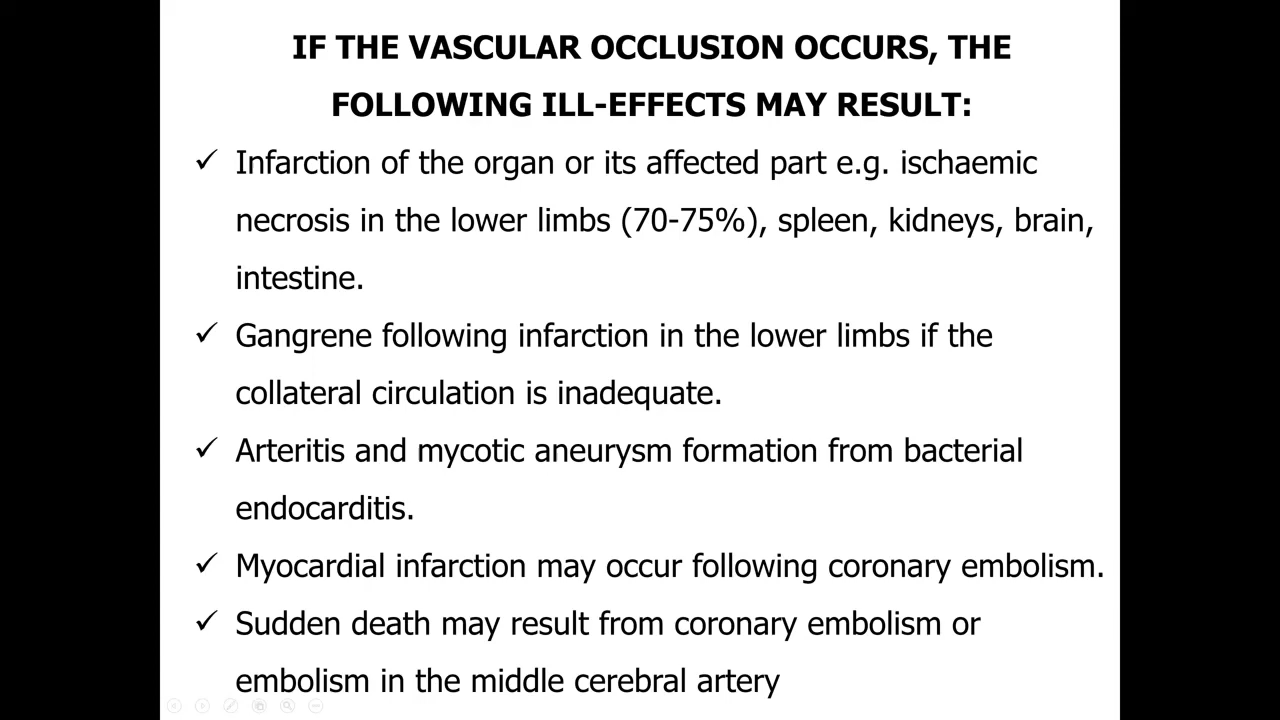 IF THE VASCULAR OCCLUSION OCCURS, THE
FOLLOWING ILL-EFFECTS MAY RESULT:
✓ Infarction of the organ or its affected part e.g. ischaemic
necrosis in the lower limbs (70-75%), spleen, kidneys, brain,
intestine.
✓ Gangrene following infarction in the lower limbs if the
collateral circulation is inadequate.
✓ Arteritis and mycotic aneurysm formation from bacterial
endocarditis.
✓ Myocardial infarction may occur following coronary embolism.
✓ Sudden death may result from coronary embolism or
embolism in the middle cerebral artery